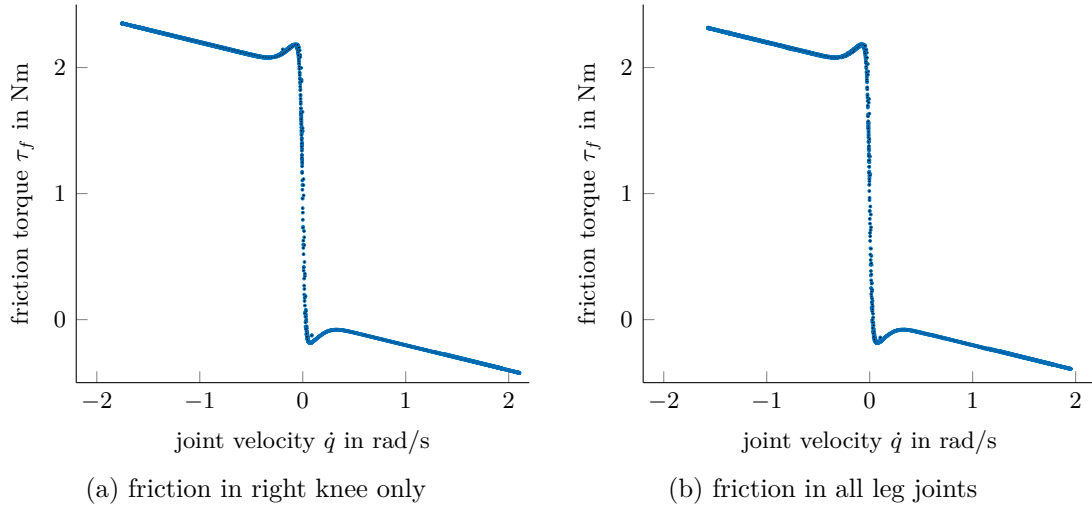 2
1
0
−2
−1
0
1
2
friction torque τf in Nm
joint velocity q̇ in rad/s
(a) friction in right knee only
2
1
0
−2
−1
0
1
2
friction torque τf in Nm
joint velocity q̇ in rad/s
(b) friction in all leg joints